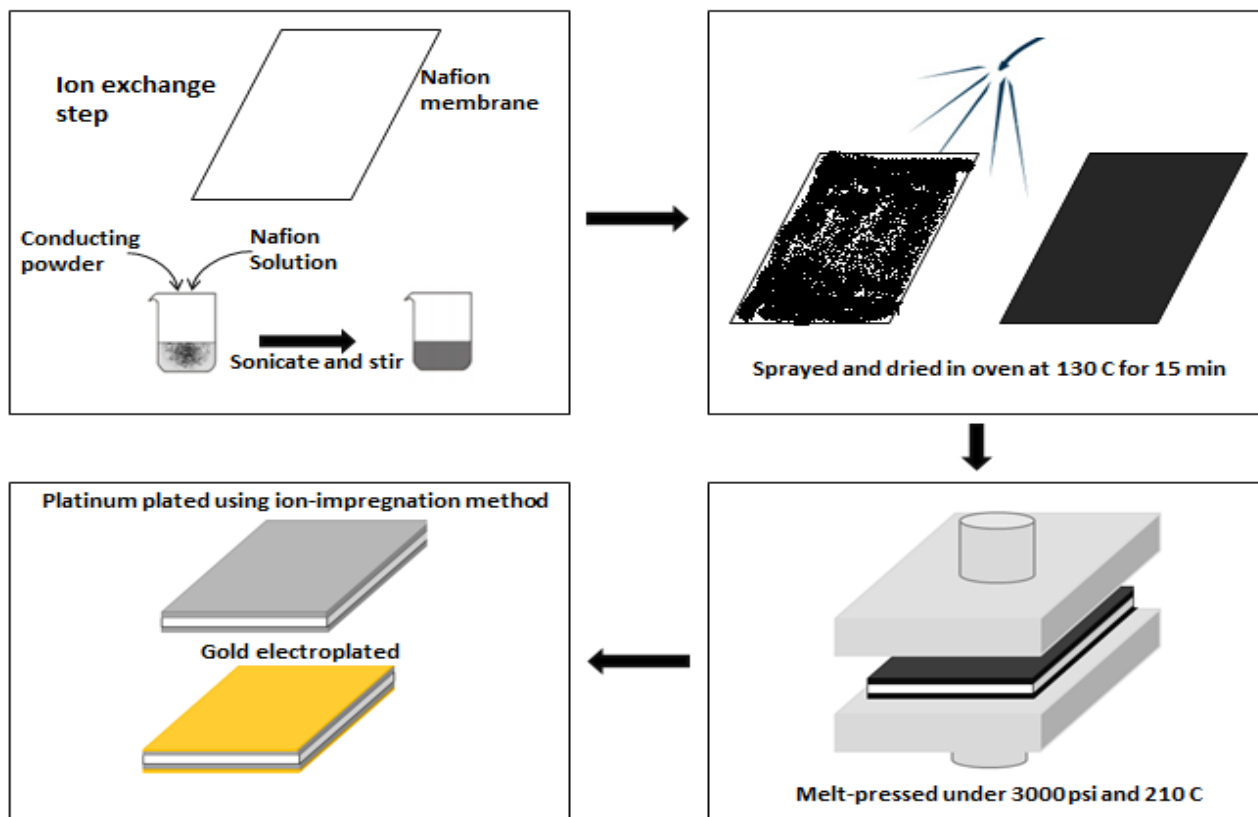 Ion exchange
step
Nafion
membrane
Conducting
powder
Nafion
Solution
Sonicate and stir
Sprayed and dried in oven at 130 C for 15 min
Platinum plated using ion-impregnation method
Gold electroplated
Melt-pressed under 3000 psi and 210 C